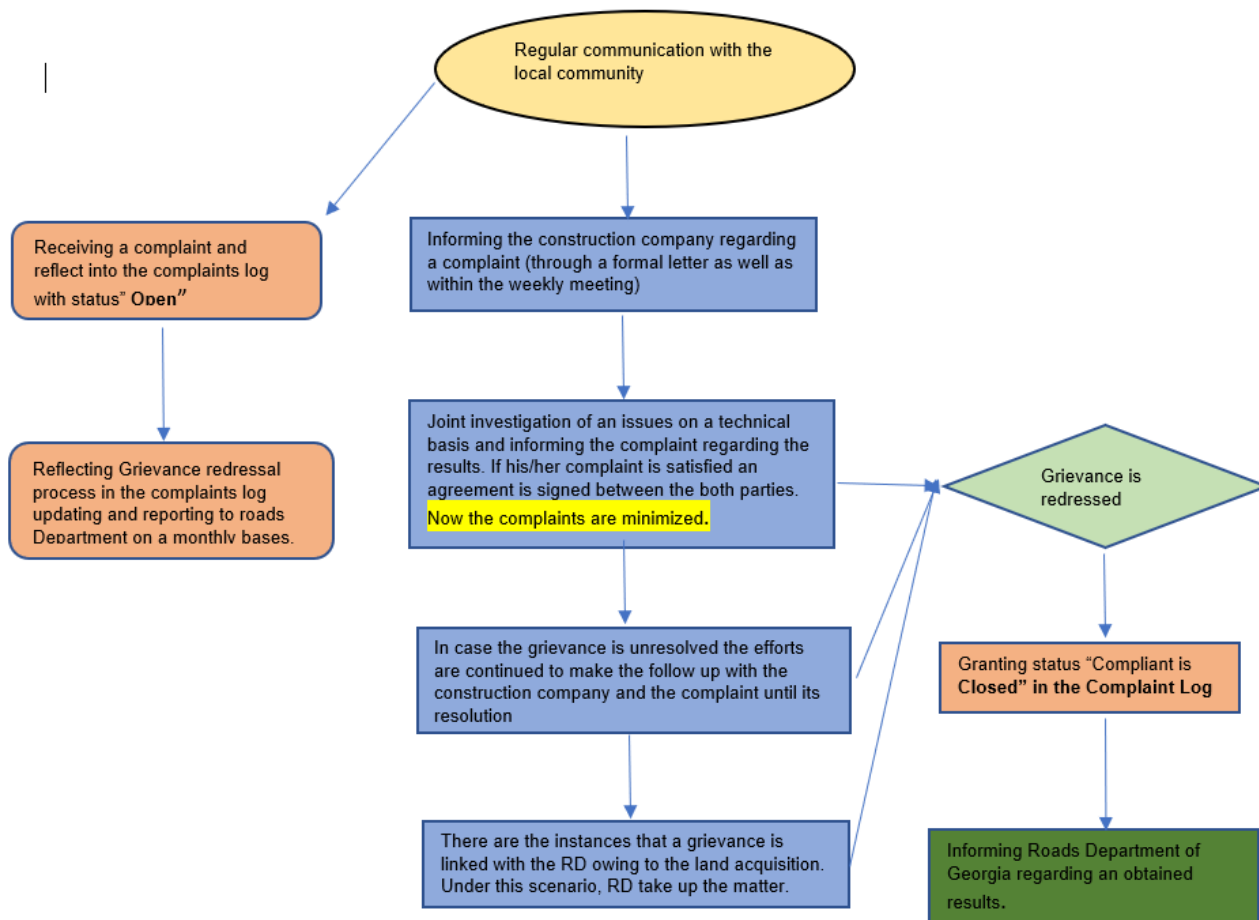 Regular communication with the
local community
Receiving a complaint and
reflect into the complaints log
with status” Open”
Informing the construction company regarding
a complaint (through a formal letter as well as
within the weekly meeting)
Reflecting Grievance redressal
process in the complaints log
updating and reporting to roads
Department on a monthly bases.
Joint investigation of an issues on a technical
basis and informing the complaint regarding the
results. If his/her complaint is satisfied an
agreement is signed between the both parties.
Now the complaints are minimized.
Grievance is
redressed
In case the grievance is unresolved the efforts
are continued to make the follow up with the
construction company and the complaint until its
resolution
Granting status “Compliant is
Closed” in the Complaint Log
There are the instances that a grievance is
linked with the RD owing to the land acquisition.
Under this scenario, RD take up the matter.
Informing Roads Department of
Georgia regarding an obtained
results.